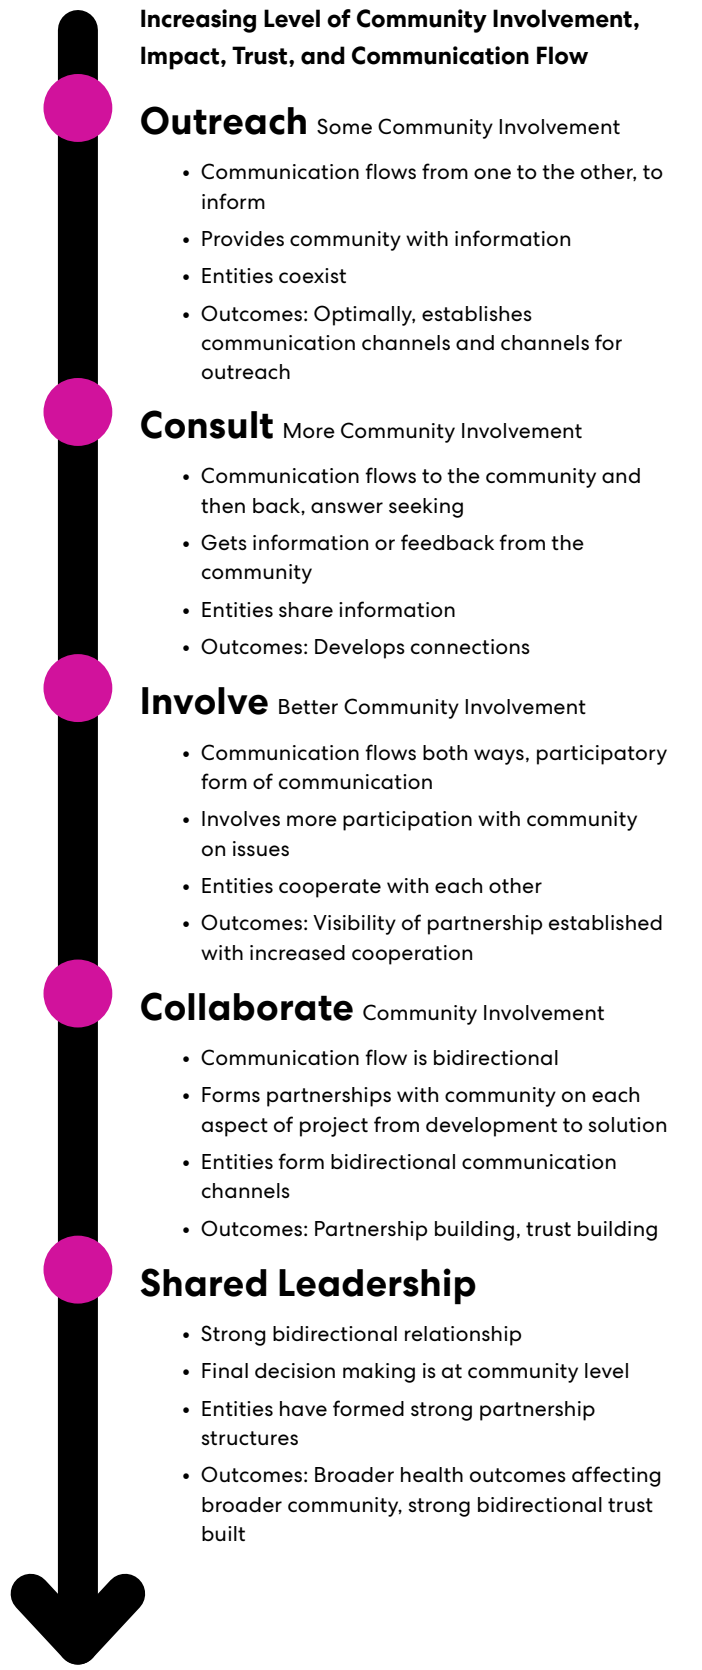 Increasing Level of Community Involvement,
Impact, Trust, and Communication Flow
Outreach Some Community Involvement
• Communication flows from one to the other, to
inform
• Provides community with information
• Entities coexist
• Outcomes: Optimally, establishes
communication channels and channels for
outreach
Consult More Community Involvement
• Communication flows to the community and
then back, answer seeking
• Gets information or feedback from the
community
• Entities share information
• Outcomes: Develops connections
Involve Better Community Involvement
• Communication flows both ways, participatory
form of communication
• Involves more participation with community
on issues
• Entities cooperate with each other
• Outcomes: Visibility of partnership established
with increased cooperation
Collaborate Community Involvement
• Communication flow is bidirectional
• Forms partnerships with community on each
aspect of project from development to solution
• Entities form bidirectional communication
channels
• Outcomes: Partnership building, trust building
Shared Leadership
• Strong bidirectional relationship
• Final decision making is at community level
• Entities have formed strong partnership
structures
• Outcomes: Broader health outcomes affecting
broader community, strong bidirectional trust
built